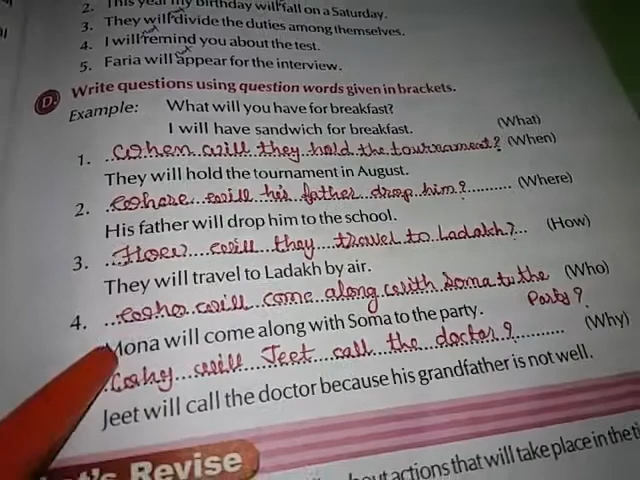 2. This year my birthday will fall on a Saturday.
3. They will divide the duties among themselves.
4. I will remind you about the test.
5. Faria will appear for the interview.
D. Write questions using question words given in brackets.
Example: What will you have for breakfast?
I will have sandwich for breakfast. (What)
1. When will they hold the tournament? (When)
They will hold the tournament in August.
2. Where will his father drop him? (Where)
His father will drop him to the school.
3. How will they travel to Ladakh? (How)
They will travel to Ladakh by air.
4. Who will come along with Soma to the Party? (Who)
Mona will come along with Soma to the party.
Why will Jeet call the doctor? (Why)
Jeet will call the doctor because his grandfather is not well.
Revise
actions that will take place in the